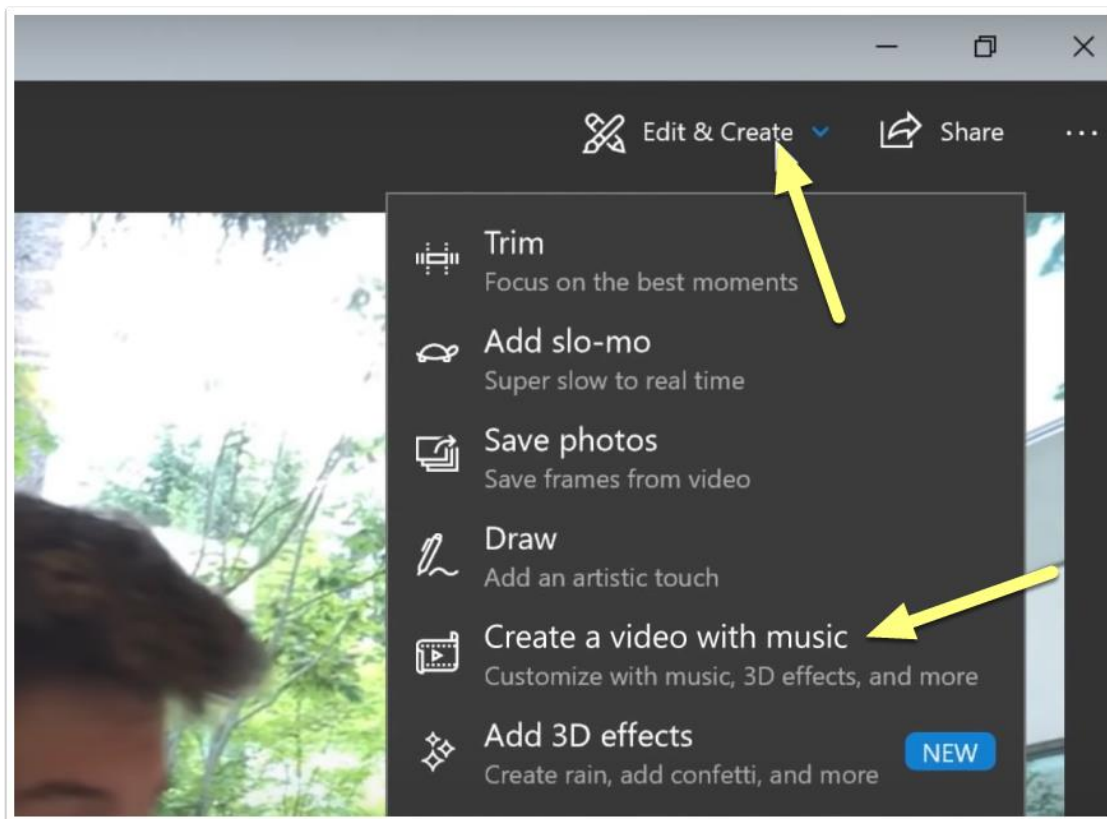 Edit & Create
Share
Trim
Focus on the best moments
Add slo-mo
Super slow to real time
Save photos
Save frames from video
Draw
Add an artistic touch
Create a video with music
Customize with music, 3D effects, and more
Add 3D effects
NEW
Create rain, add confetti, and more